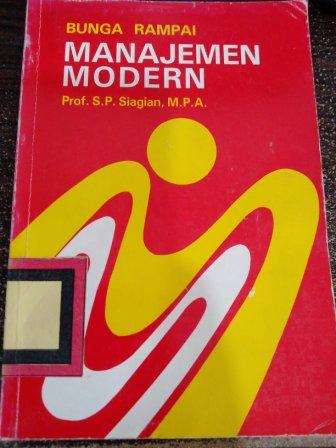 BUNGA RAMPAI
MANAJEMEN
MODERN
Prof. S.P. Siagian, M.P.A.